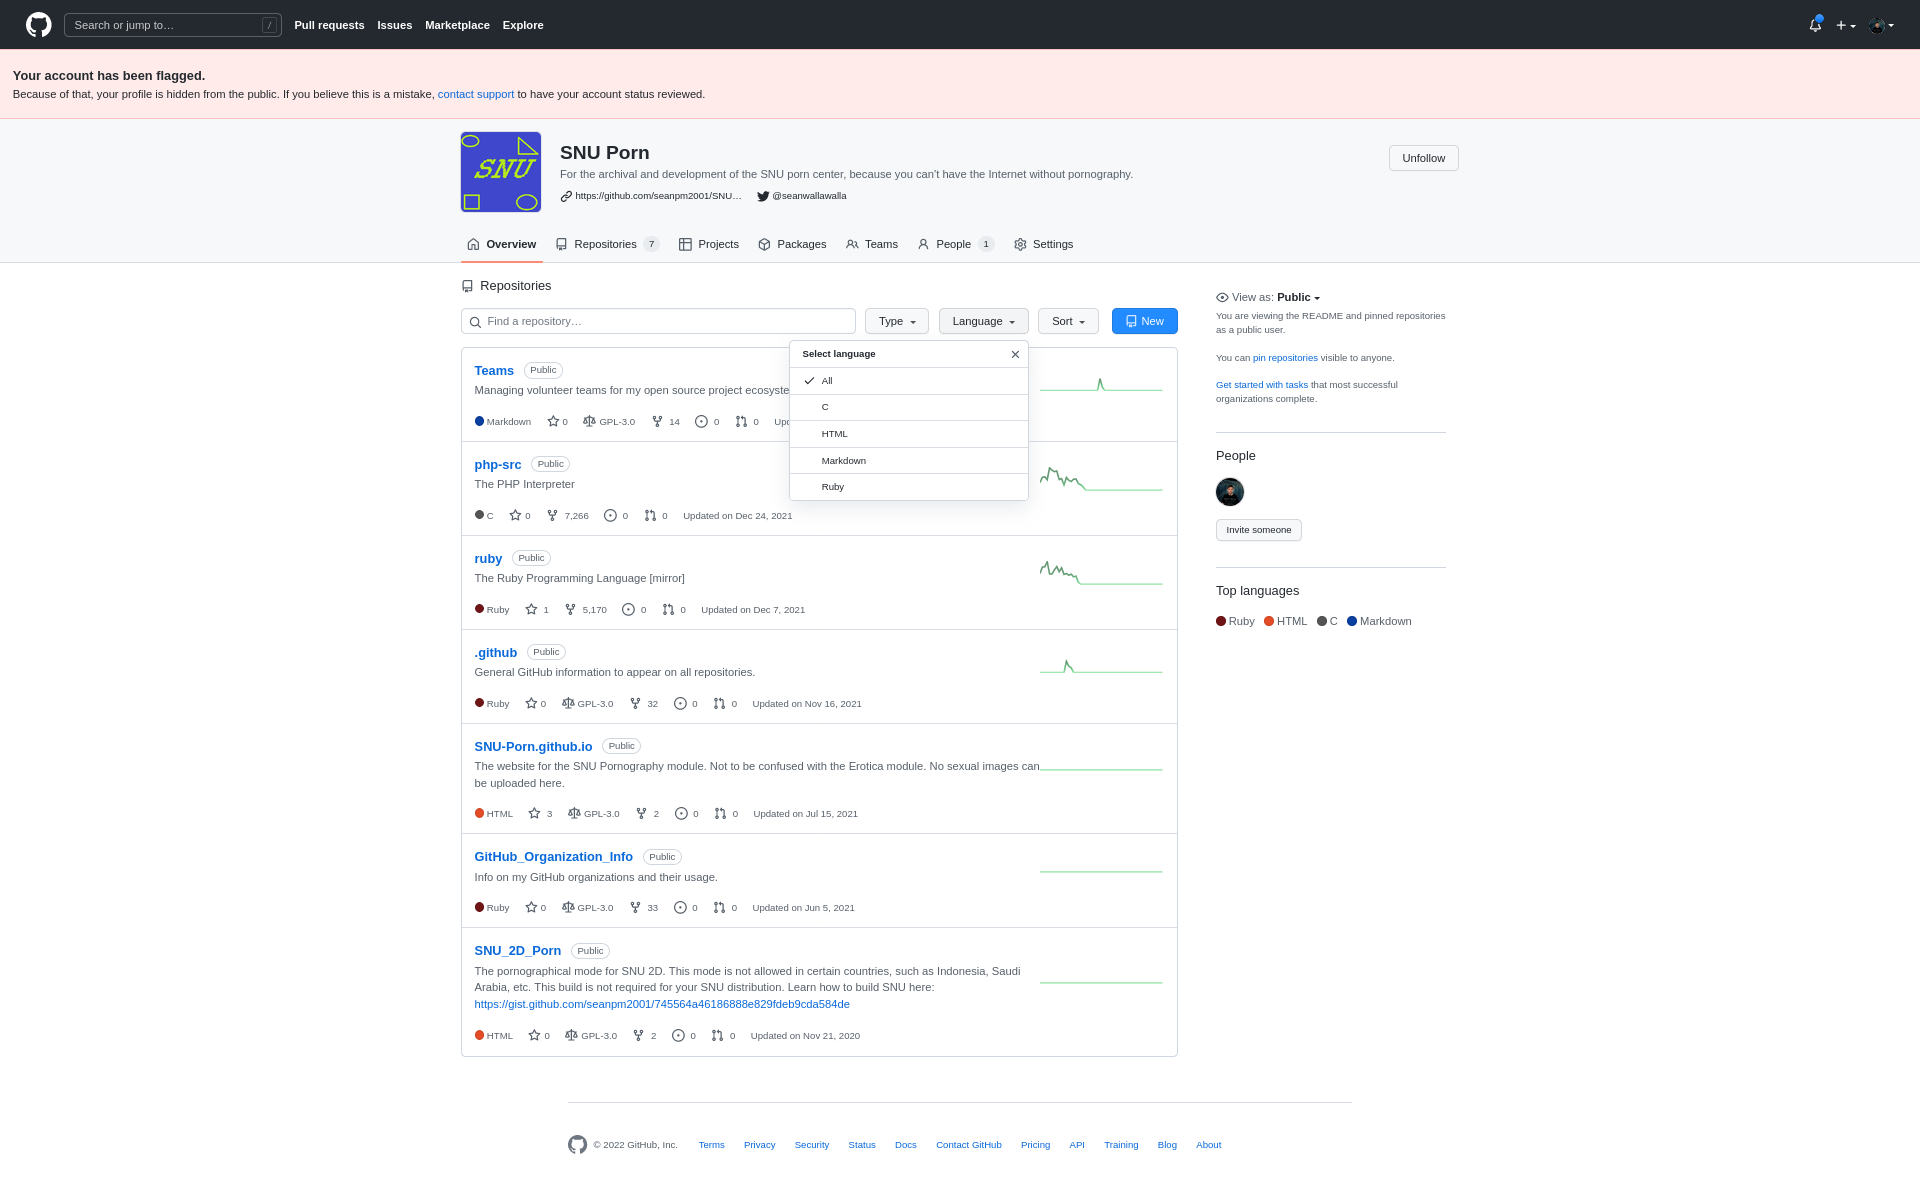 Search or jump to…
/
Pull requests
Issues
Marketplace
Explore
Your account has been flagged.
Because of that, your profile is hidden from the public. If you believe this is a mistake, contact support to have your account status reviewed.
SNU
SNU Porn
For the archival and development of the SNU porn center, because you can't have the Internet without pornography.
https://github.com/seanpm2001/SNU…
@seanwallawalla
Unfollow
Overview
Repositories 7
Projects
Packages
Teams
People 1
Settings
Repositories
Find a repository…
Type
Language
Sort
New
Select language
All
C
HTML
Markdown
Ruby
Teams Public
Managing volunteer teams for my open source project ecosyste
Markdown 0 GPL-3.0 14 0 0 Upd
php-src Public
The PHP Interpreter
C 0 7,266 0 0 Updated on Dec 24, 2021
ruby Public
The Ruby Programming Language [mirror]
Ruby 1 5,170 0 0 Updated on Dec 7, 2021
.github Public
General GitHub information to appear on all repositories.
Ruby 0 GPL-3.0 32 0 0 Updated on Nov 16, 2021
SNU-Porn.github.io Public
The website for the SNU Pornography module. Not to be confused with the Erotica module. No sexual images can
be uploaded here.
HTML 3 GPL-3.0 2 0 0 Updated on Jul 15, 2021
GitHub_Organization_Info Public
Info on my GitHub organizations and their usage.
Ruby 0 GPL-3.0 33 0 0 Updated on Jun 5, 2021
SNU_2D_Porn Public
The pornographical mode for SNU 2D. This mode is not allowed in certain countries, such as Indonesia, Saudi
Arabia, etc. This build is not required for your SNU distribution. Learn how to build SNU here:
https://gist.github.com/seanpm2001/745564a46186888e829fdeb9cda584de
HTML 0 GPL-3.0 2 0 0 Updated on Nov 21, 2020
View as: Public
You are viewing the README and pinned repositories
as a public user.
You can pin repositories visible to anyone.
Get started with tasks that most successful
organizations complete.
People
Invite someone
Top languages
Ruby HTML C Markdown
© 2022 GitHub, Inc.
Terms
Privacy
Security
Status
Docs
Contact GitHub
Pricing
API
Training
Blog
About